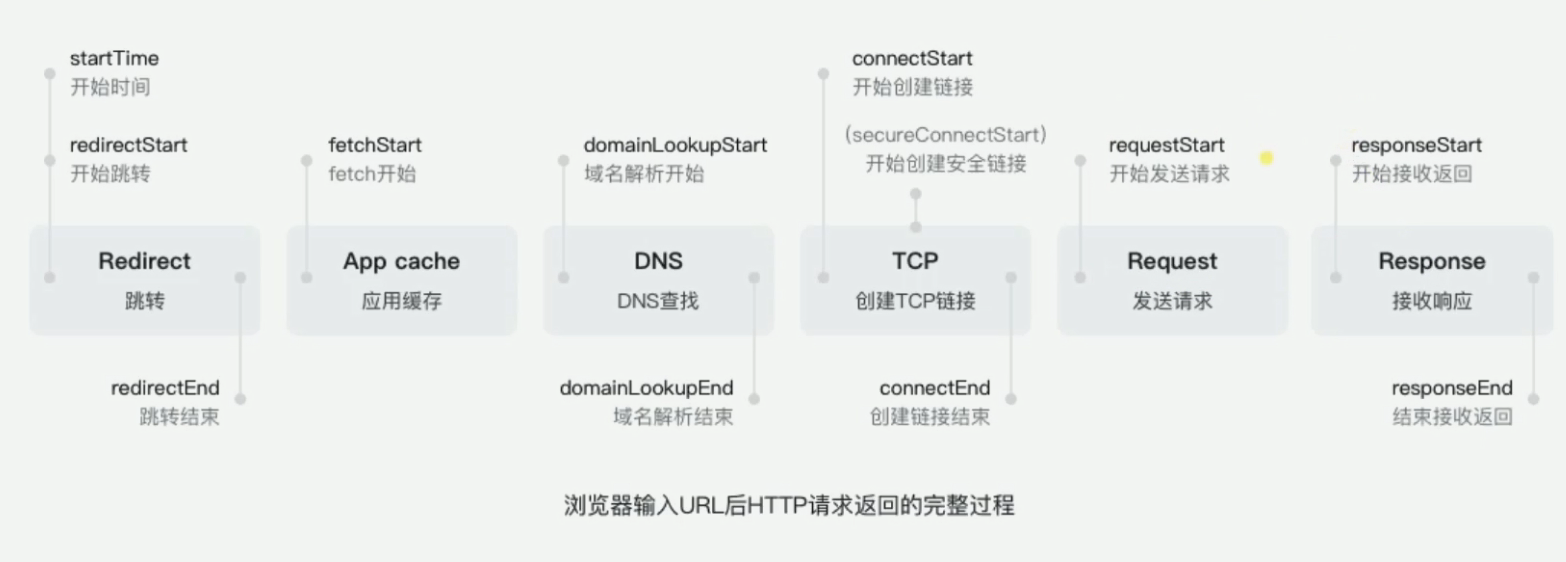 startTime
开始时间
redirectStart
开始跳转
fetchStart
fetch开始
domainLookupStart
域名解析开始
connectStart
开始创建链接
(secureConnectStart)
开始创建安全链接
requestStart
开始发送请求
responseStart
开始接收返回
Redirect
跳转
App cache
应用缓存
DNS
DNS查找
TCP
创建TCP链接
Request
发送请求
Response
接收响应
redirectEnd
跳转结束
domainLookupEnd
域名解析结束
connectEnd
创建链接结束
responseEnd
结束接收返回
浏览器输入URL后HTTP请求返回的完整过程